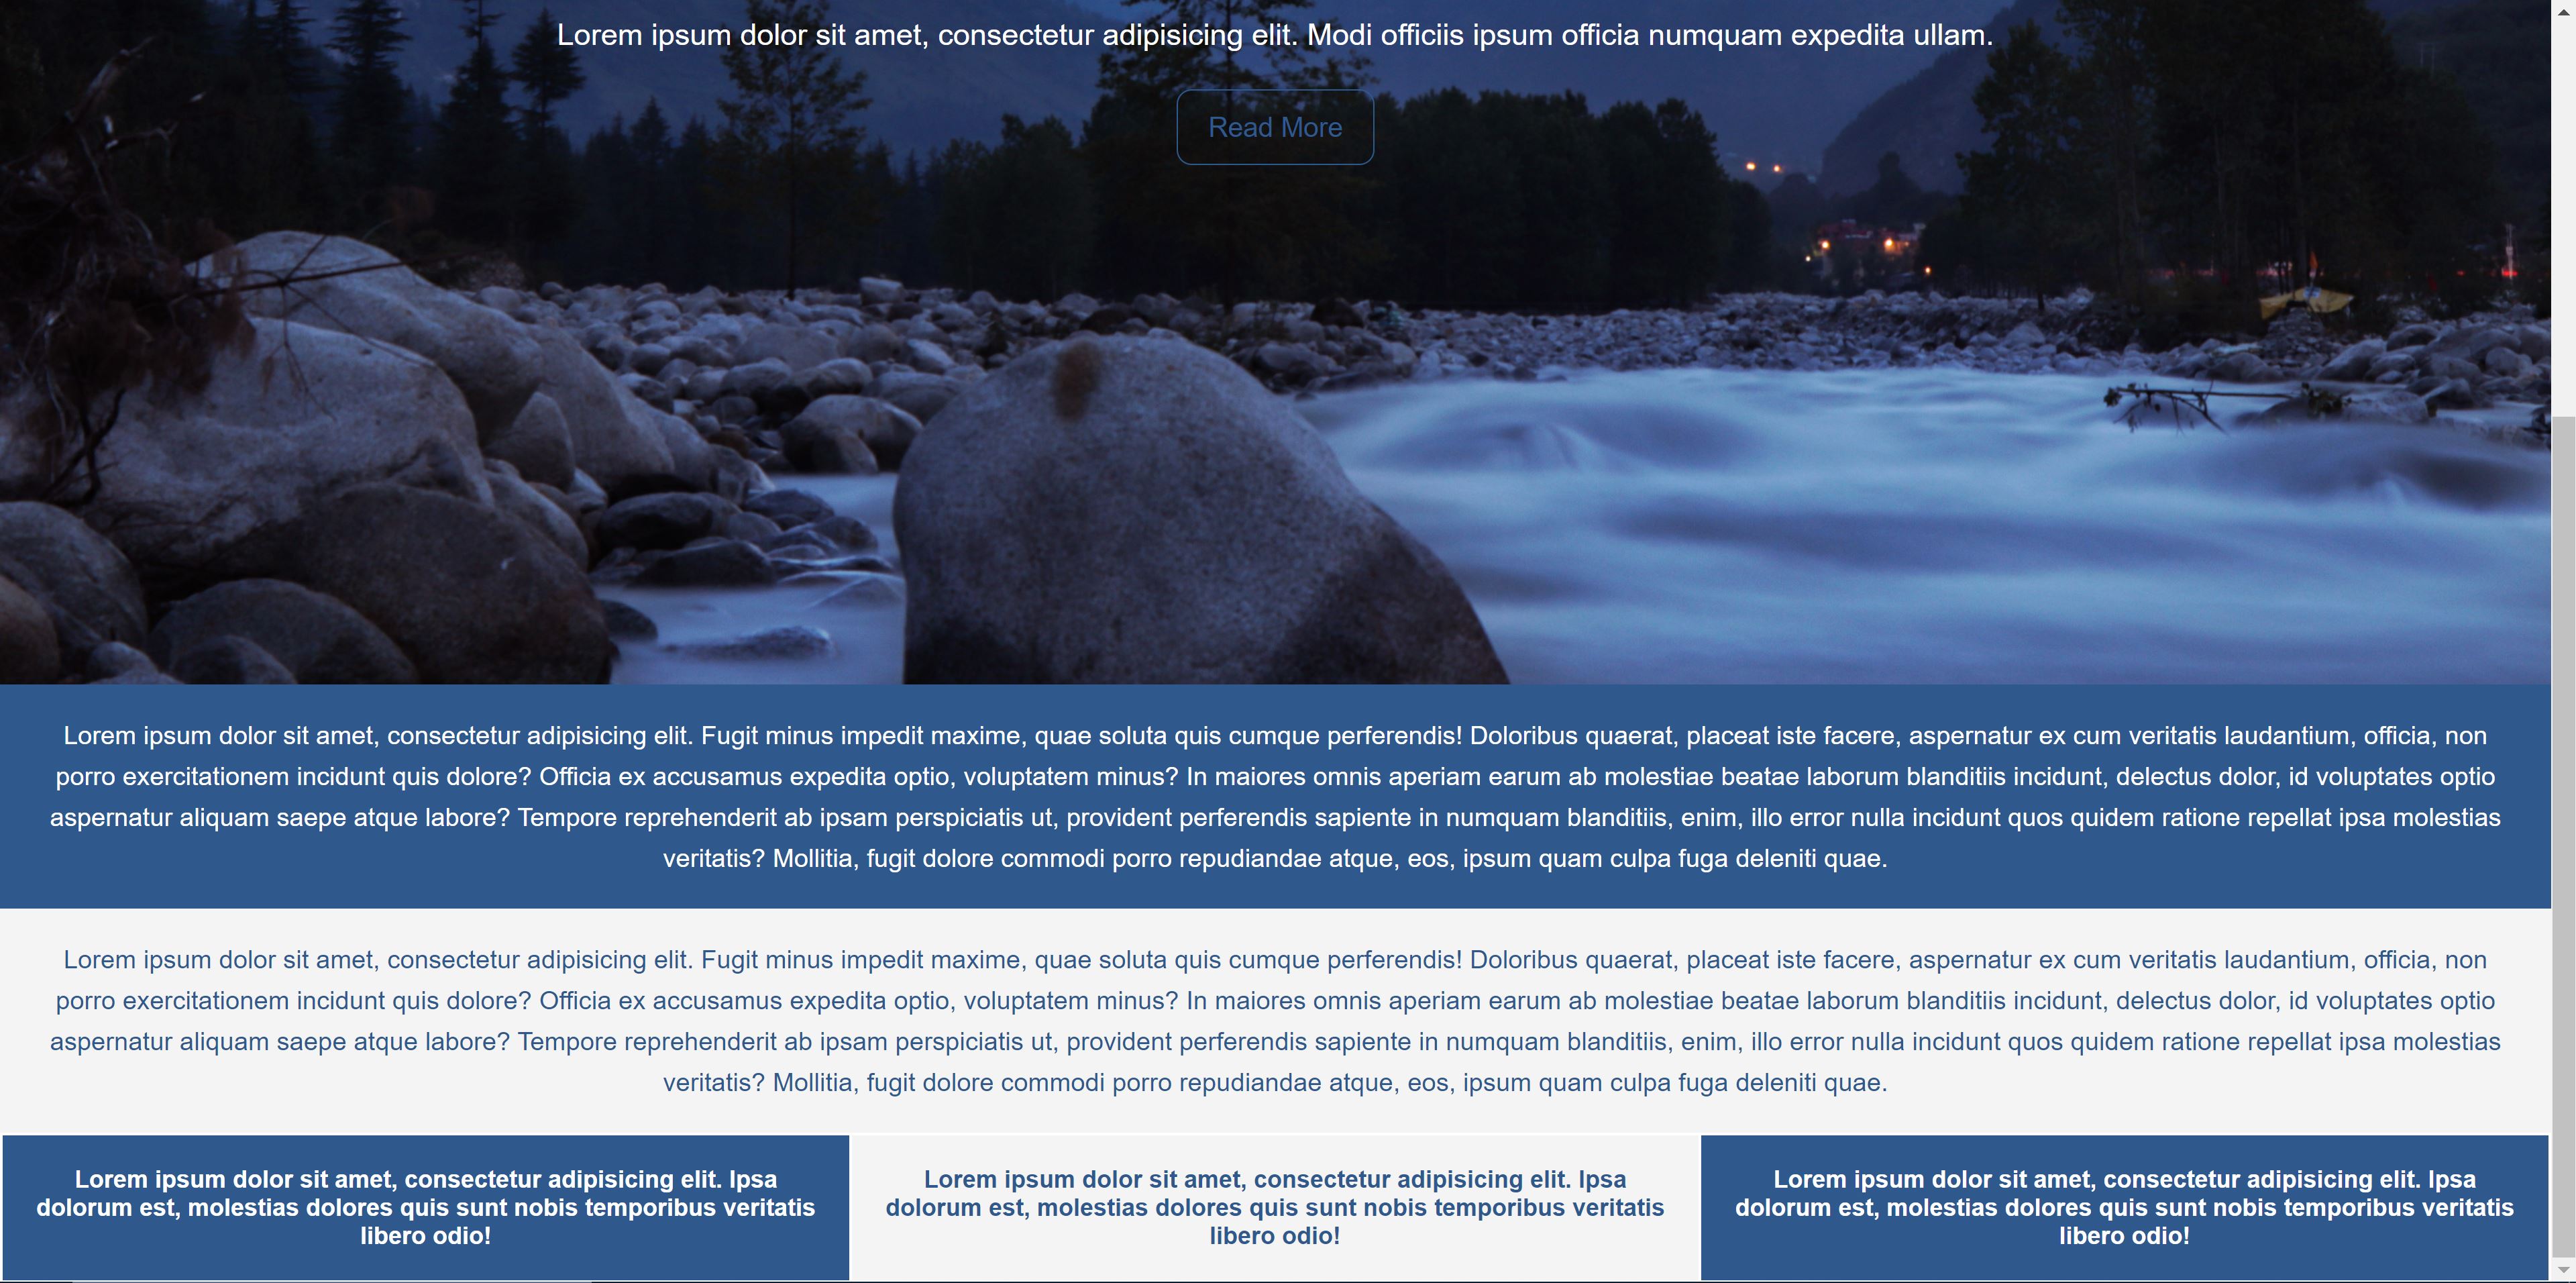 Lorem ipsum dolor sit amet, consectetur adipisicing elit. Modi officiis ipsum officia numquam expedita ullam.
Read More
Lorem ipsum dolor sit amet, consectetur adipisicing elit. Fugit minus impedit maxime, quae soluta quis cumque perferendis! Doloribus quaerat, placeat iste facere, aspernatur ex cum veritatis laudantium, officia, non
porro exercitationem incidunt quis dolore? Officia ex accusamus expedita optio, voluptatem minus? In maiores omnis aperiam earum ab molestiae beatae laborum blanditiis incidunt, delectus dolor, id voluptates optio
aspernatur aliquam saepe atque labore? Tempore reprehenderit ab ipsam perspiciatis ut, provident perferendis sapiente in numquam blanditiis, enim, illo error nulla incidunt quos quidem ratione repellat ipsa molestias
veritatis? Mollitia, fugit dolore commodi porro repudiandae atque, eos, ipsum quam culpa fuga deleniti quae.
Lorem ipsum dolor sit amet, consectetur adipisicing elit. Fugit minus impedit maxime, quae soluta quis cumque perferendis! Doloribus quaerat, placeat iste facere, aspernatur ex cum veritatis laudantium, officia, non
porro exercitationem incidunt quis dolore? Officia ex accusamus expedita optio, voluptatem minus? In maiores omnis aperiam earum ab molestiae beatae laborum blanditiis incidunt, delectus dolor, id voluptates optio
aspernatur aliquam saepe atque labore? Tempore reprehenderit ab ipsam perspiciatis ut, provident perferendis sapiente in numquam blanditiis, enim, illo error nulla incidunt quos quidem ratione repellat ipsa molestias
veritatis? Mollitia, fugit dolore commodi porro repudiandae atque, eos, ipsum quam culpa fuga deleniti quae.
Lorem ipsum dolor sit amet, consectetur adipisicing elit. Ipsa
dolorum est, molestias dolores quis sunt nobis temporibus veritatis
libero odio!
Lorem ipsum dolor sit amet, consectetur adipisicing elit. Ipsa
dolorum est, molestias dolores quis sunt nobis temporibus veritatis
libero odio!
Lorem ipsum dolor sit amet, consectetur adipisicing elit. Ipsa
dolorum est, molestias dolores quis sunt nobis temporibus veritatis
libero odio!